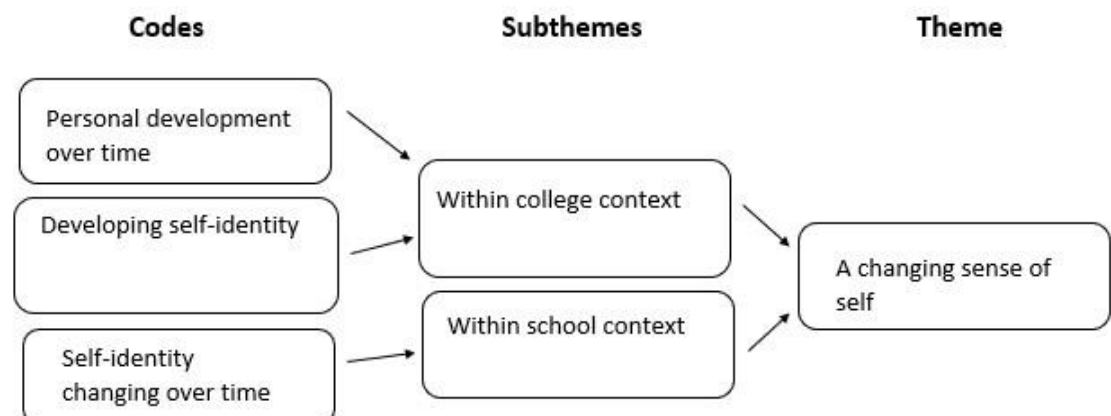 Codes
Subthemes
Theme
Personal development
over time
Developing self-identity
Self-identity
changing over time
Within college context
Within school context
A changing sense of
self